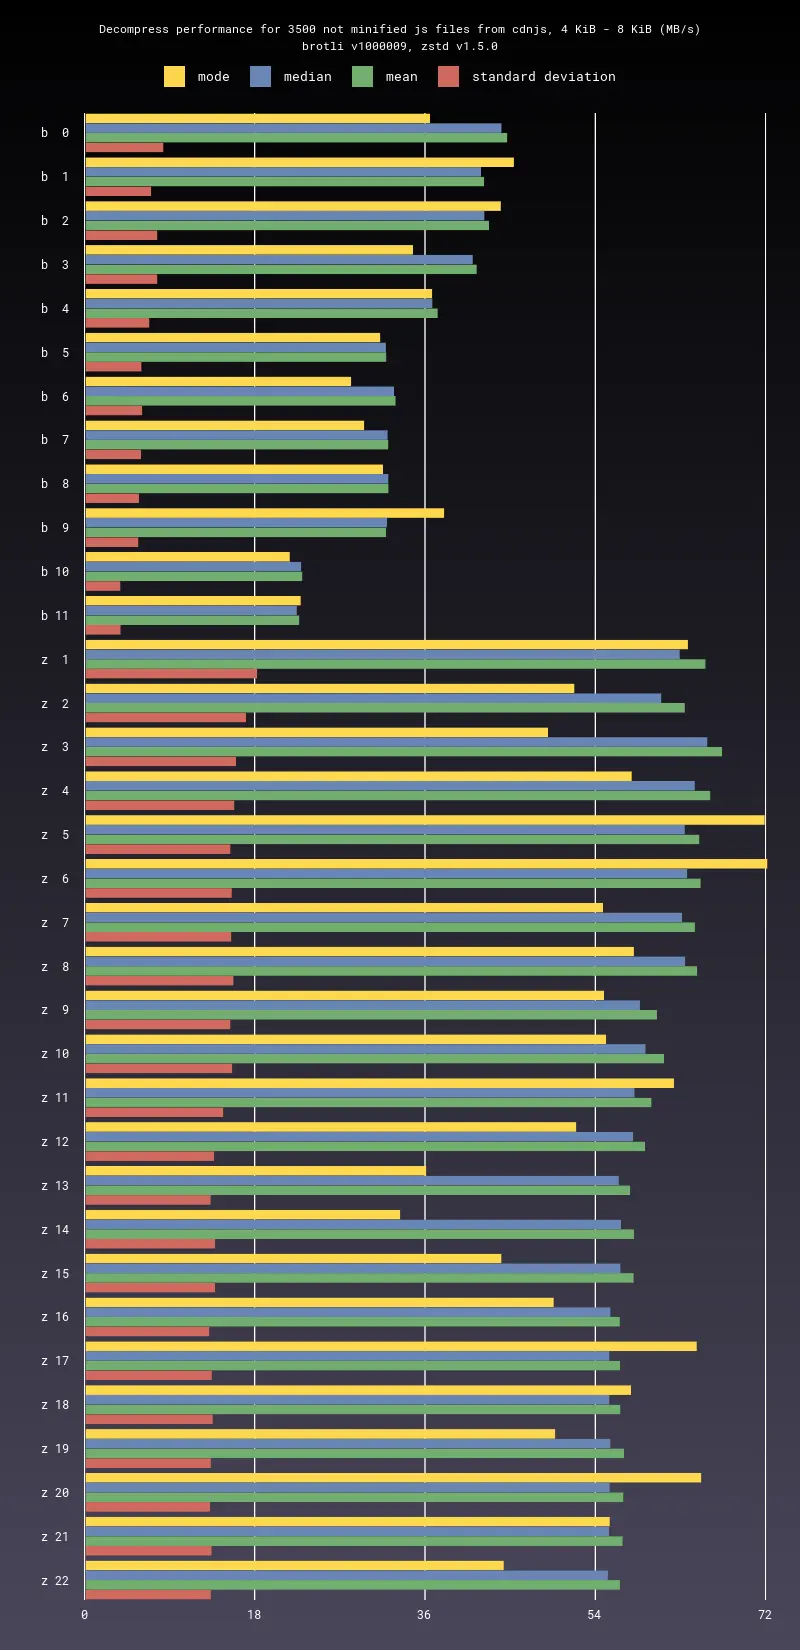 Decompress performance for 3500 not minified js files from cdnjs, 4 KiB - 8 KiB (MB/s)
brotli v1000009, zstd v1.5.0
mode median mean standard deviation
b 0
b 1
b 2
b 3
b 4
b 5
b 6
b 7
b 8
b 9
b 10
b 11
z 1
z 2
z 3
z 4
z 5
z 6
z 7
z 8
z 9
z 10
z 11
z 12
z 13
z 14
z 15
z 16
z 17
z 18
z 19
z 20
z 21
z 22
0 18 36 54 72